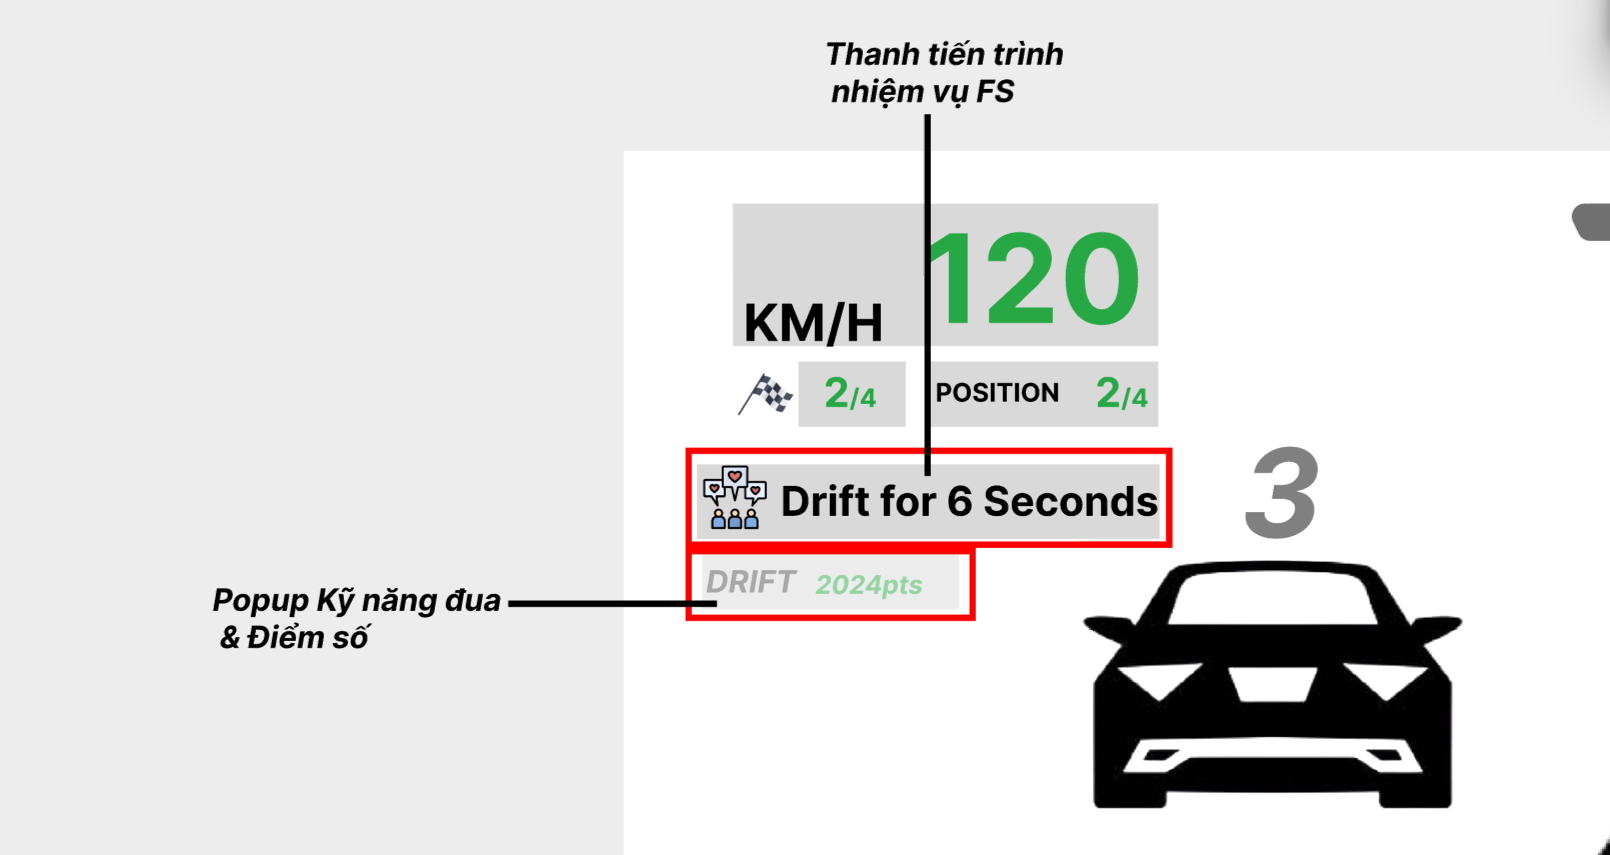 Thanh tiến trình
nhiệm vụ FS
120
KM/H
2/4
POSITION 2/4
Drift for 6 Seconds
3
DRIFT 2024pts
Popup Kỹ năng đua
& Điểm số